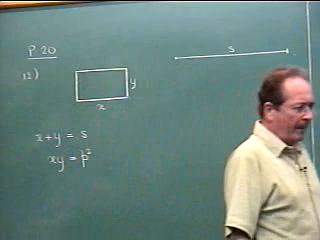 P. 20
12)
s
y
x
x+y = s
xy = p²